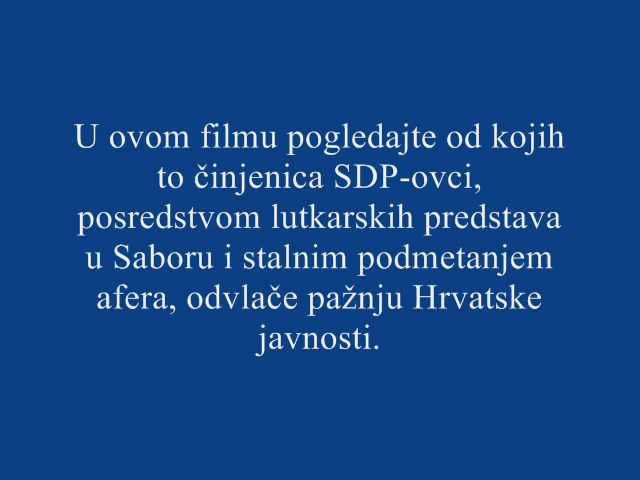 U ovom filmu pogledajte od kojih
to činjenica SDP-ovci,
posredstvom lutkarskih predstava
u Saboru i stalnim podmetanjem
afera, odvlače pažnju Hrvatske
javnosti.